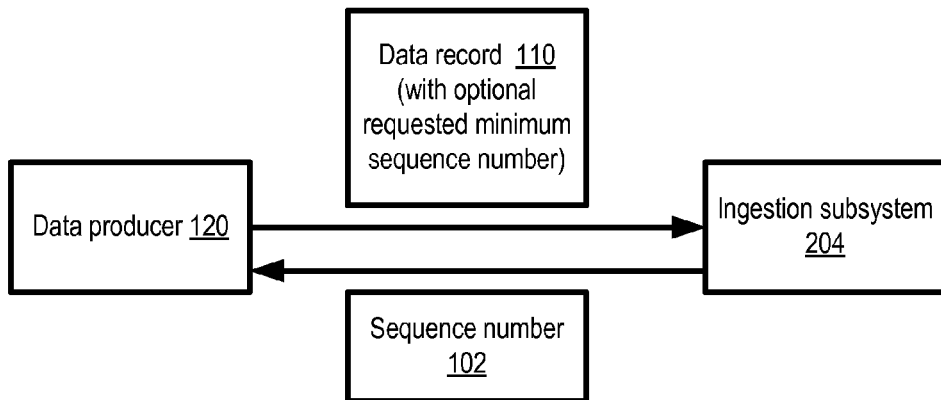 Data record 110
(with optional
requested minimum
sequence number)
Data producer 120
Ingestion subsystem
204
Sequence number
102